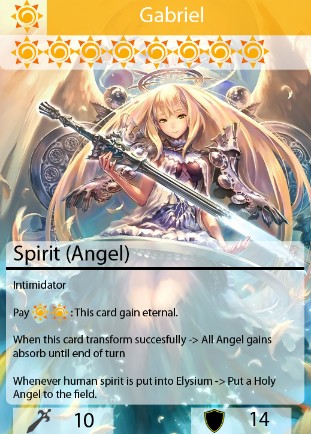 Gabriel
Spirit (Angel)
Intimidator
Pay : This card gain eternal.
When this card transform succesfully -> All Angel gains
absorb until end of turn
Whenever human spirit is put into Elysium -> Put a Holy
Angel to the field.
10
14